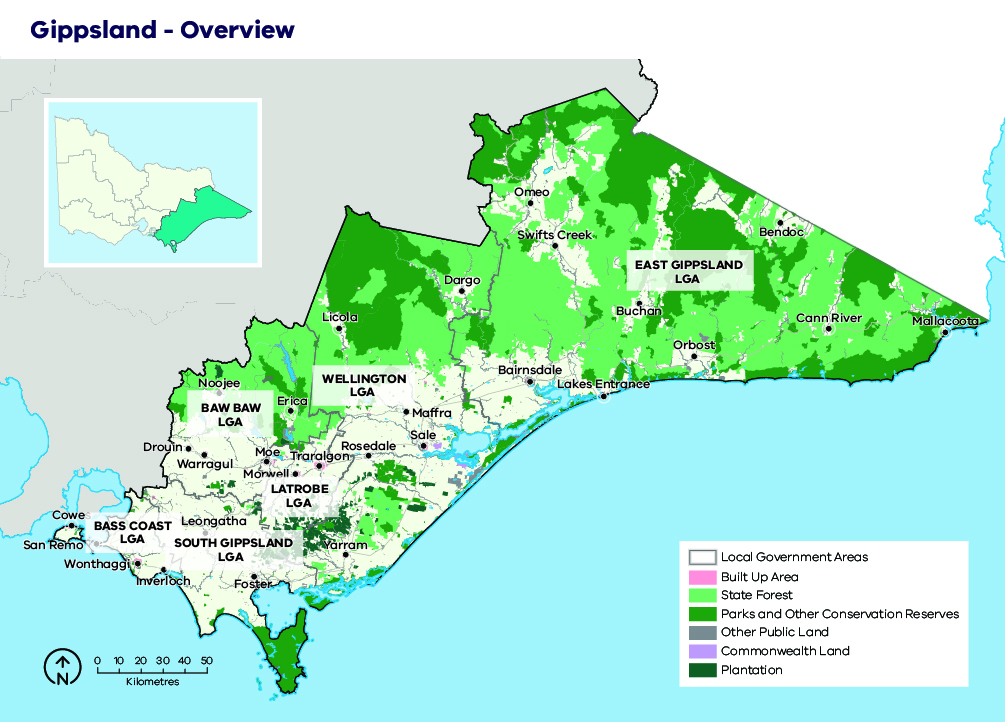 Gippsland - Overview
Omeo
Swifts Creek
Bendoc
EAST GIPPSLAND
LGA
Dargo
Buchan
Licola
Cann River
Mallacoota
Orbost
Bairnsdale
WELLINGTON
LGA
Noojee
Lakes Entrance
Erica
BAW BAW
LGA
Maffra
Sale
Drouin
Moe
Rosedale
Traralgon
Warragul
Morwell
LATROBE
LGA
Cowes
Leongatha
BASS COAST
LGA
San Remo
SOUTH GIPPSLAND
LGA
Yarram
Wonthaggi
Inverloch
Foster
Local Government Areas
Built Up Area
State Forest
Parks and Other Conservation Reserves
Other Public Land
Commonwealth Land
Plantation
N
0 10 20 30 40 50
Kilometres